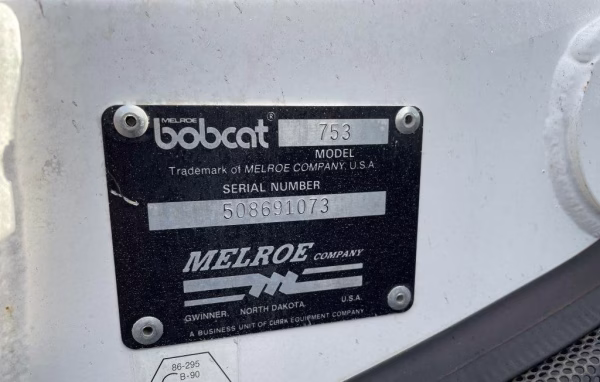 MELROE
bobcat ® 753
MODEL
Trademark of MELROE COMPANY, U.S.A.
SERIAL NUMBER
508691073
MELROE COMPANY
GWINNER, NORTH DAKOTA, U.S.A.
A BUSINESS UNIT OF CLARK EQUIPMENT COMPANY
86-295
B-90